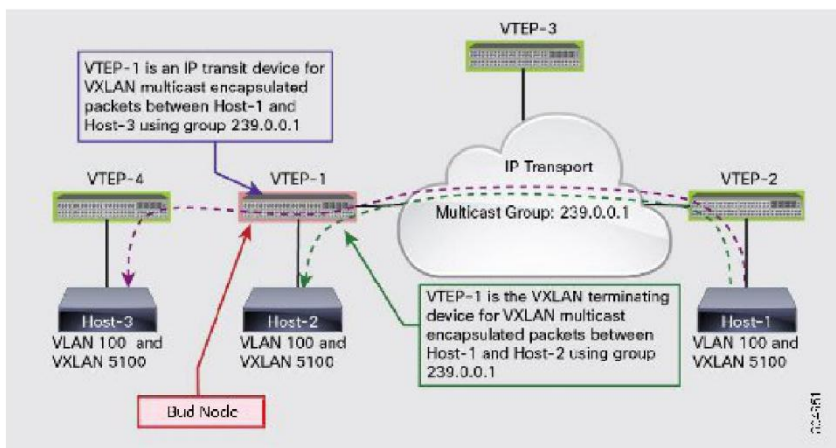 VTEP-3
VTEP-1 is an IP transit device for
VXLAN multicast encapsulated
packets between Host-1 and
Host-3 using group 239.0.0.1
IP Transport
VTEP-4
VTEP-1
VTEP-2
Multicast Group: 239.0.0.1
VTEP-1 is the VXLAN terminating
device for VXLAN multicast
encapsulated packets between
Host-1 and Host-2 using group
239.0.0.1
Host-3
VLAN 100 and
VXLAN 5100
Host-2
VLAN 100 and
VXLAN 5100
Host-1
VLAN 100 and
VXLAN 5100
Bud Node